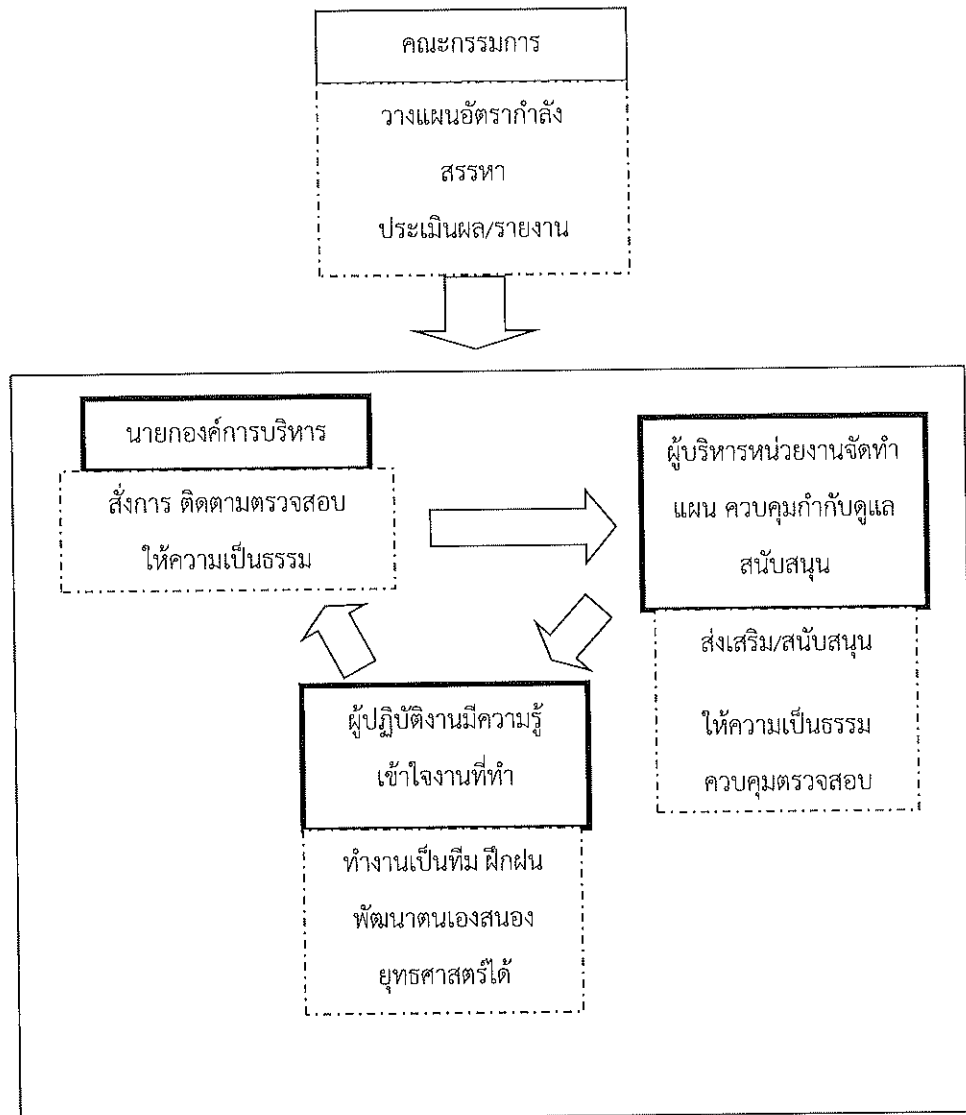 คณะกรรมการ
วางแผนอัตรากำลัง
สรรหา
ประเมินผล/รายงาน
นายกองค์การบริหาร
สั่งการ ติดตามตรวจสอบ
ให้ความเป็นธรรม
ผู้บริหารหน่วยงานจัดทำ
แผน ควบคุมกำกับดูแล
สนับสนุน
ส่งเสริม/สนับสนุน
ให้ความเป็นธรรม
ควบคุมตรวจสอบ
ผู้ปฏิบัติงานมีความรู้
เข้าใจงานที่ทำ
ทำงานเป็นทีม ฝึกฝน
พัฒนาตนเองสนอง
ยุทธศาสตร์ได้